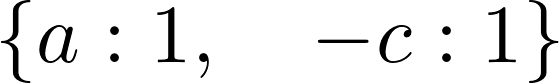 {a : 1, −c : 1}